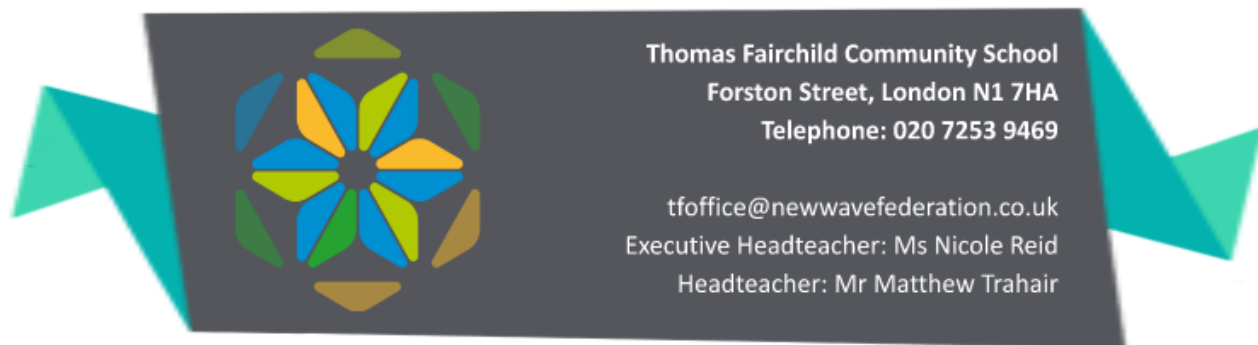 Thomas Fairchild Community School
Forston Street, London N1 7HA
Telephone: 020 7253 9469
tfoffice@newwavefederation.co.uk
Executive Headteacher: Ms Nicole Reid
Headteacher: Mr Matthew Trahair